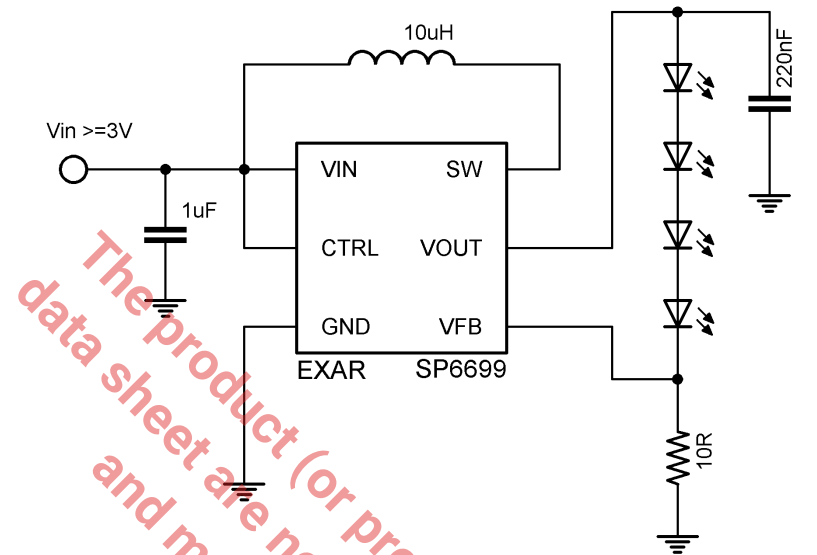 10uH
220nF
Vin >=3V
VIN
SW
1uF
CTRL
VOUT
GND
VFB
EXAR
SP6699
10R
The product (or pro
data sheet are no
and m